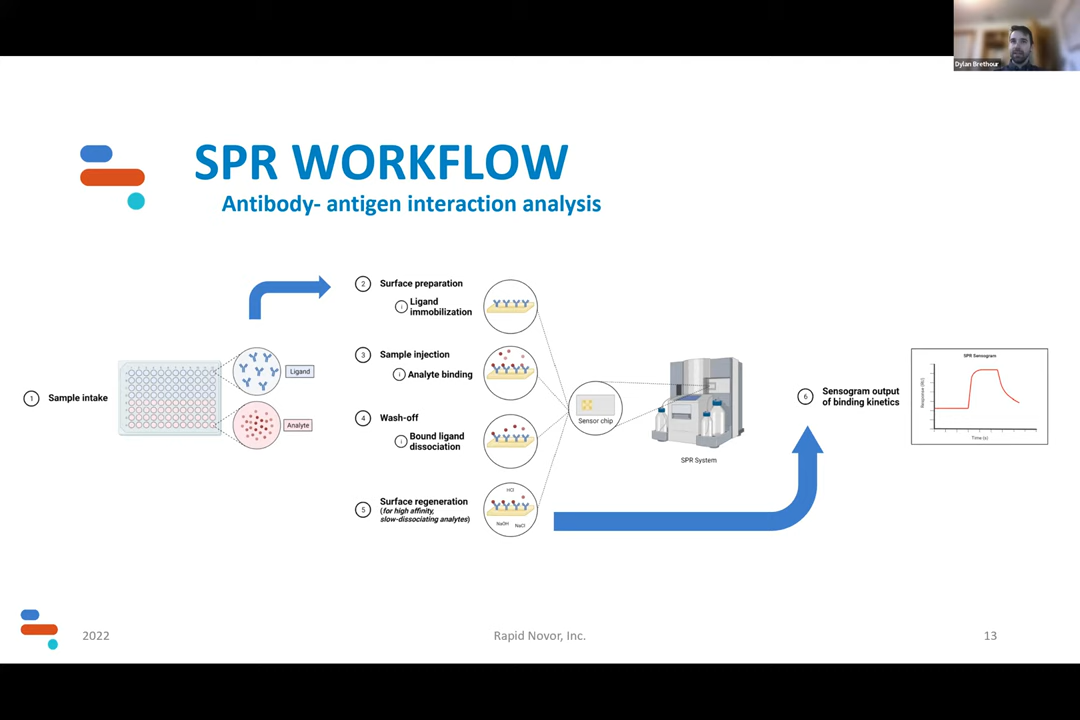 Dylan Brethour
SPR WORKFLOW
Antibody- antigen interaction analysis
1 Sample intake
Ligand
Analyte
2 Surface preparation
i Ligand
immobilization
3 Sample injection
i Analyte binding
4 Wash-off
i Bound ligand
dissociation
5 Surface regeneration
(for high affinity,
slow-dissociating analytes)
HCl
NaOH NaCl
Sensor chip
SPR System
6 Sensogram output
of binding kinetics
SPR Sensogram
Response (RU)
Time (s)
2022
Rapid Novor, Inc.
13